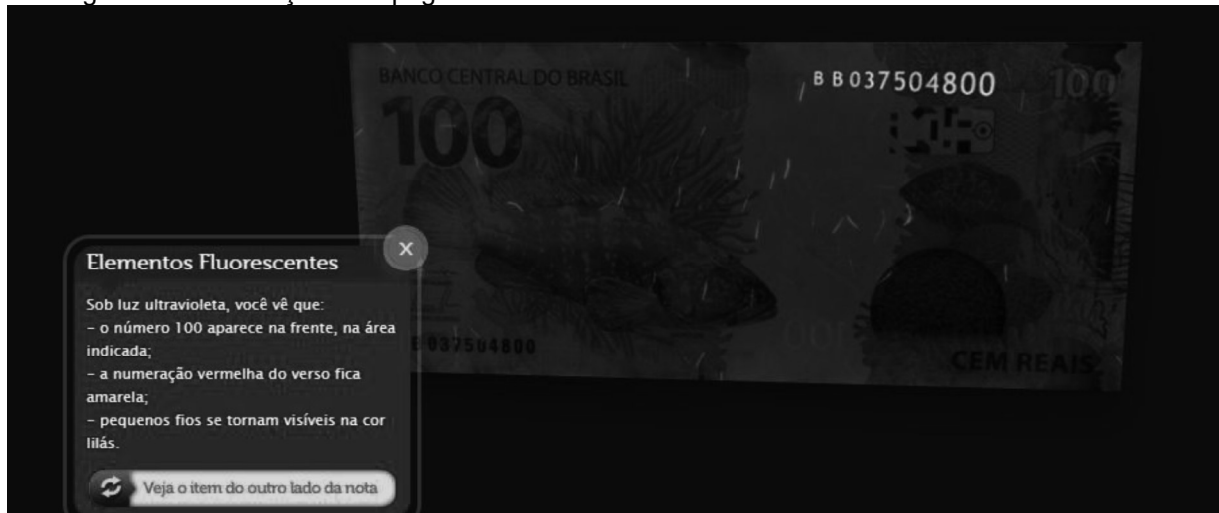 BANCO CENTRAL DO BRASIL
100
B B 037504800
100
037504800
CEM REAIS
X
Elementos Fluorescentes
Sob luz ultravioleta, você vê que:
– o número 100 aparece na frente, na área
indicada;
– a numeração vermelha do verso fica
amarela;
– pequenos fios se tornam visíveis na cor
lilás.
Veja o item do outro lado da nota